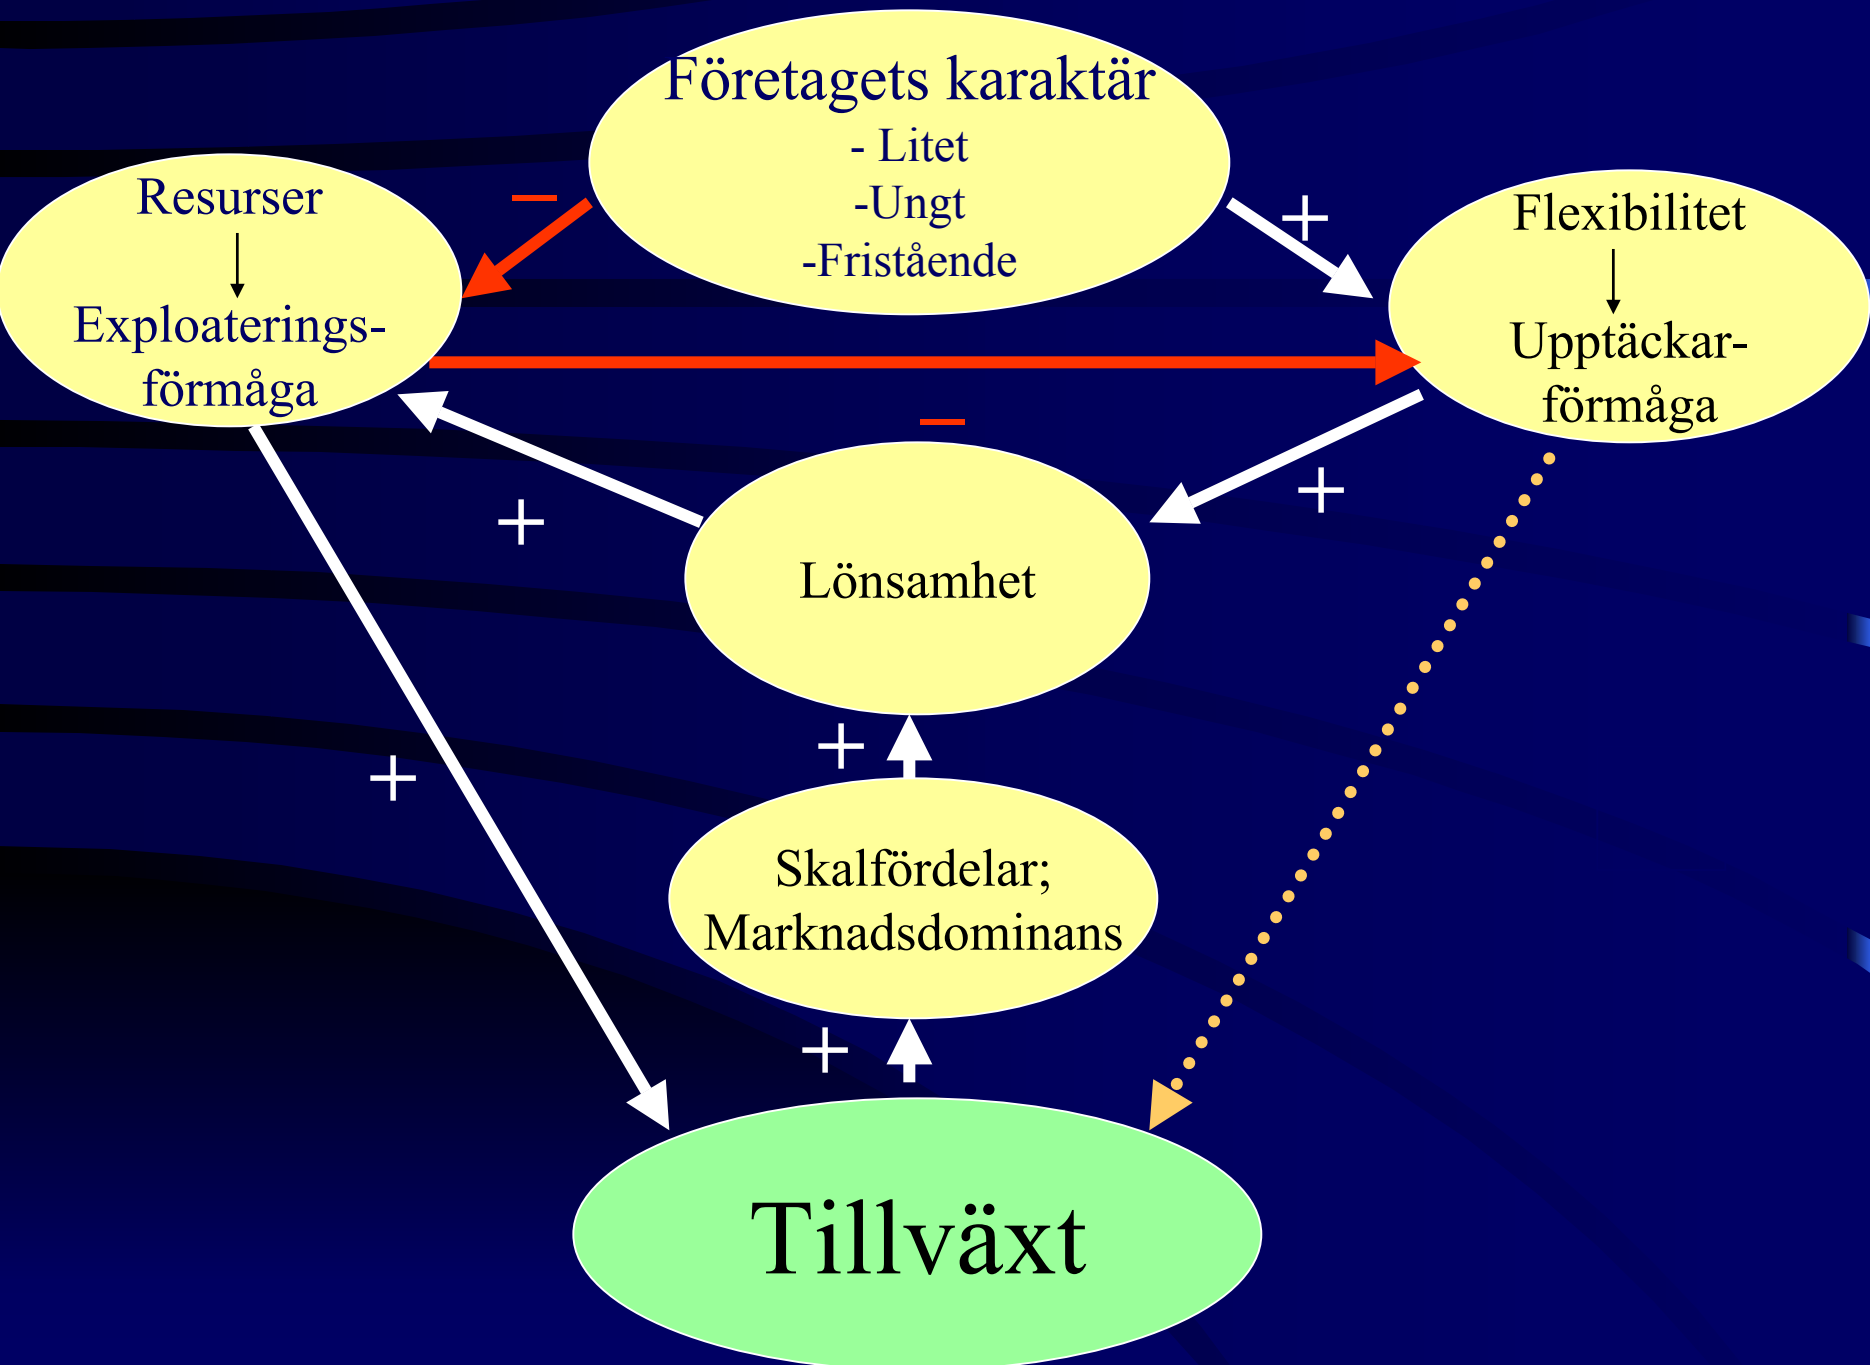 Företagets karaktär
- Litet
-Ungt
-Fristående
Resurser
Exploaterings-
förmåga
–
+
Flexibilitet
Upptäckar-
förmåga
–
+
+
Lönsamhet
+
+
Skalfördelar;
Marknadsdominans
+
Tillväxt